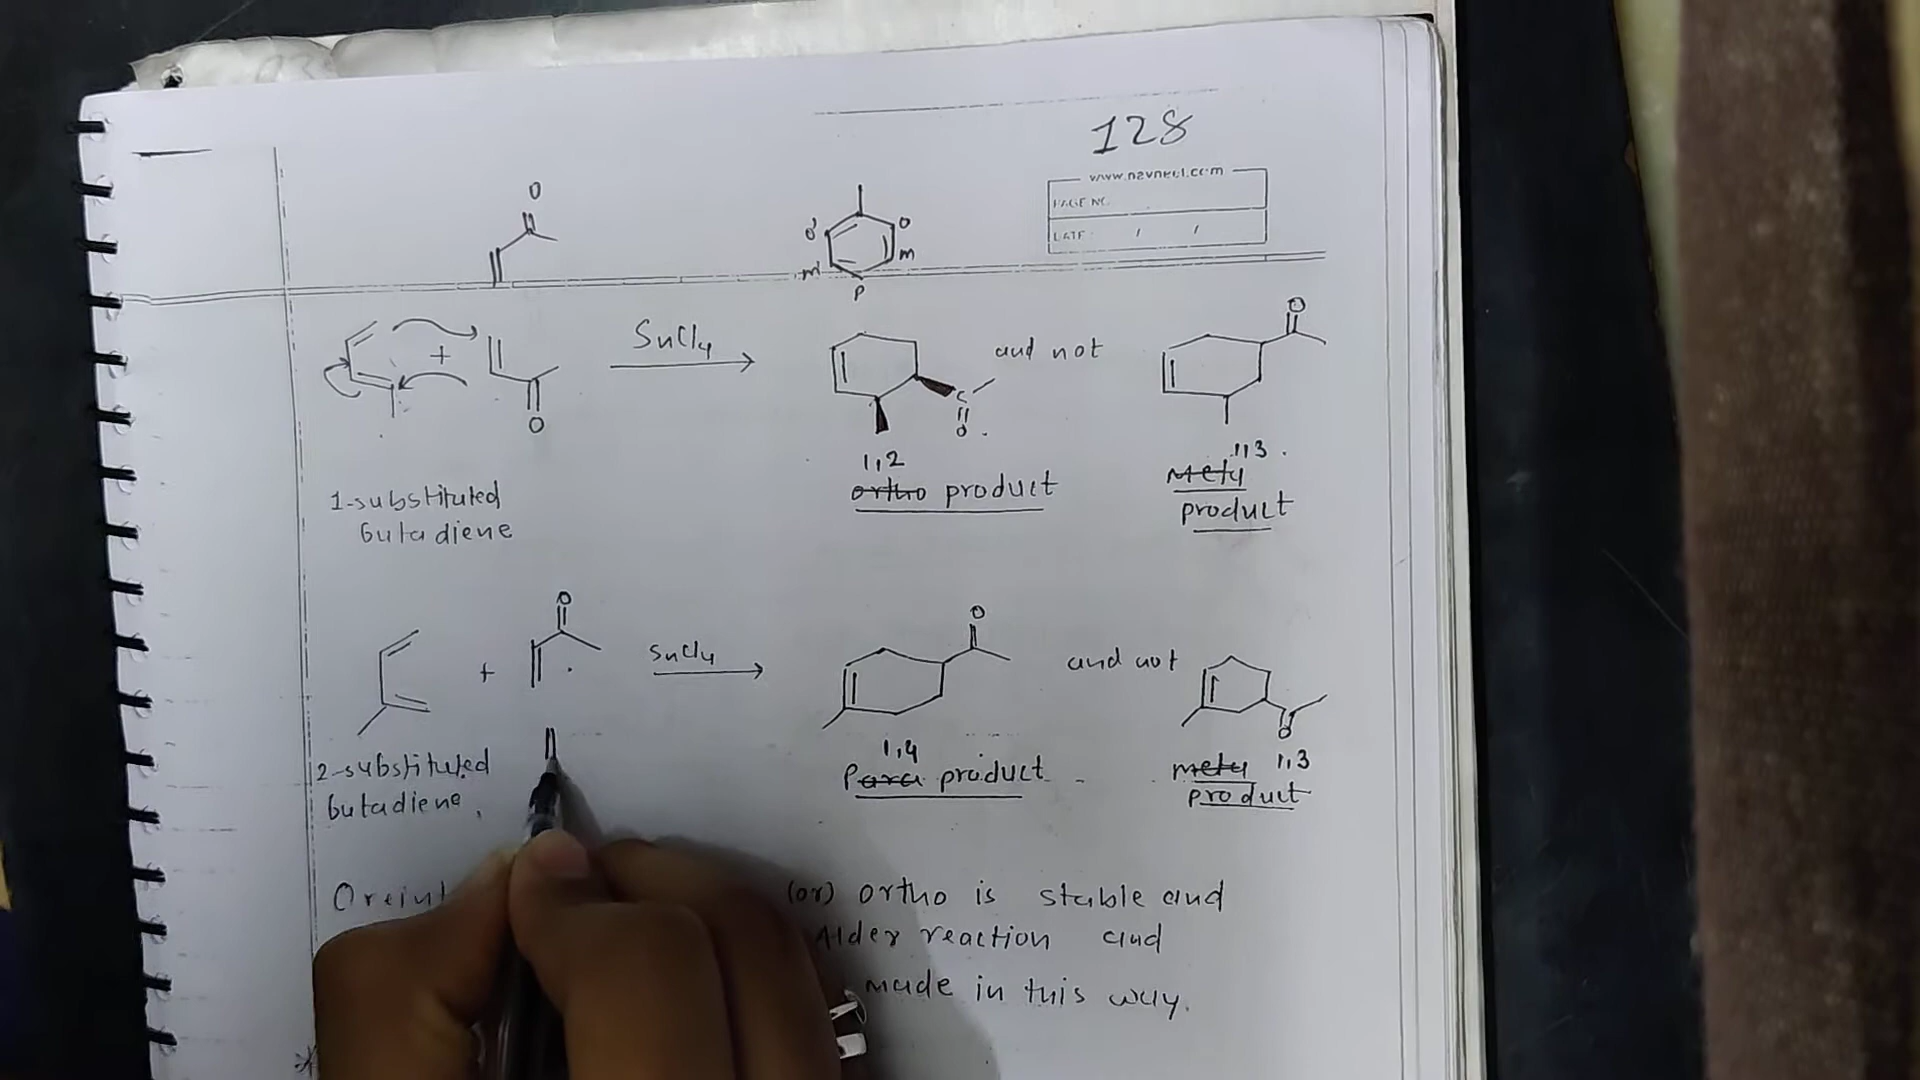 128
www.navneet.com
PAGE NO.
DATE: / /
O
O' O
m' m
P
SnCl4
+
and not
O
C
O
O
1,2
1,3
ortho product
Meta
product
1-substituted
butadiene
O
O
SnCl4
+
and not
O
1,4
2-substituted
butadiene,
Para product
meta 1,3
product
Oreint
(or) ortho is stable and
Alder reaction and
made in this way.